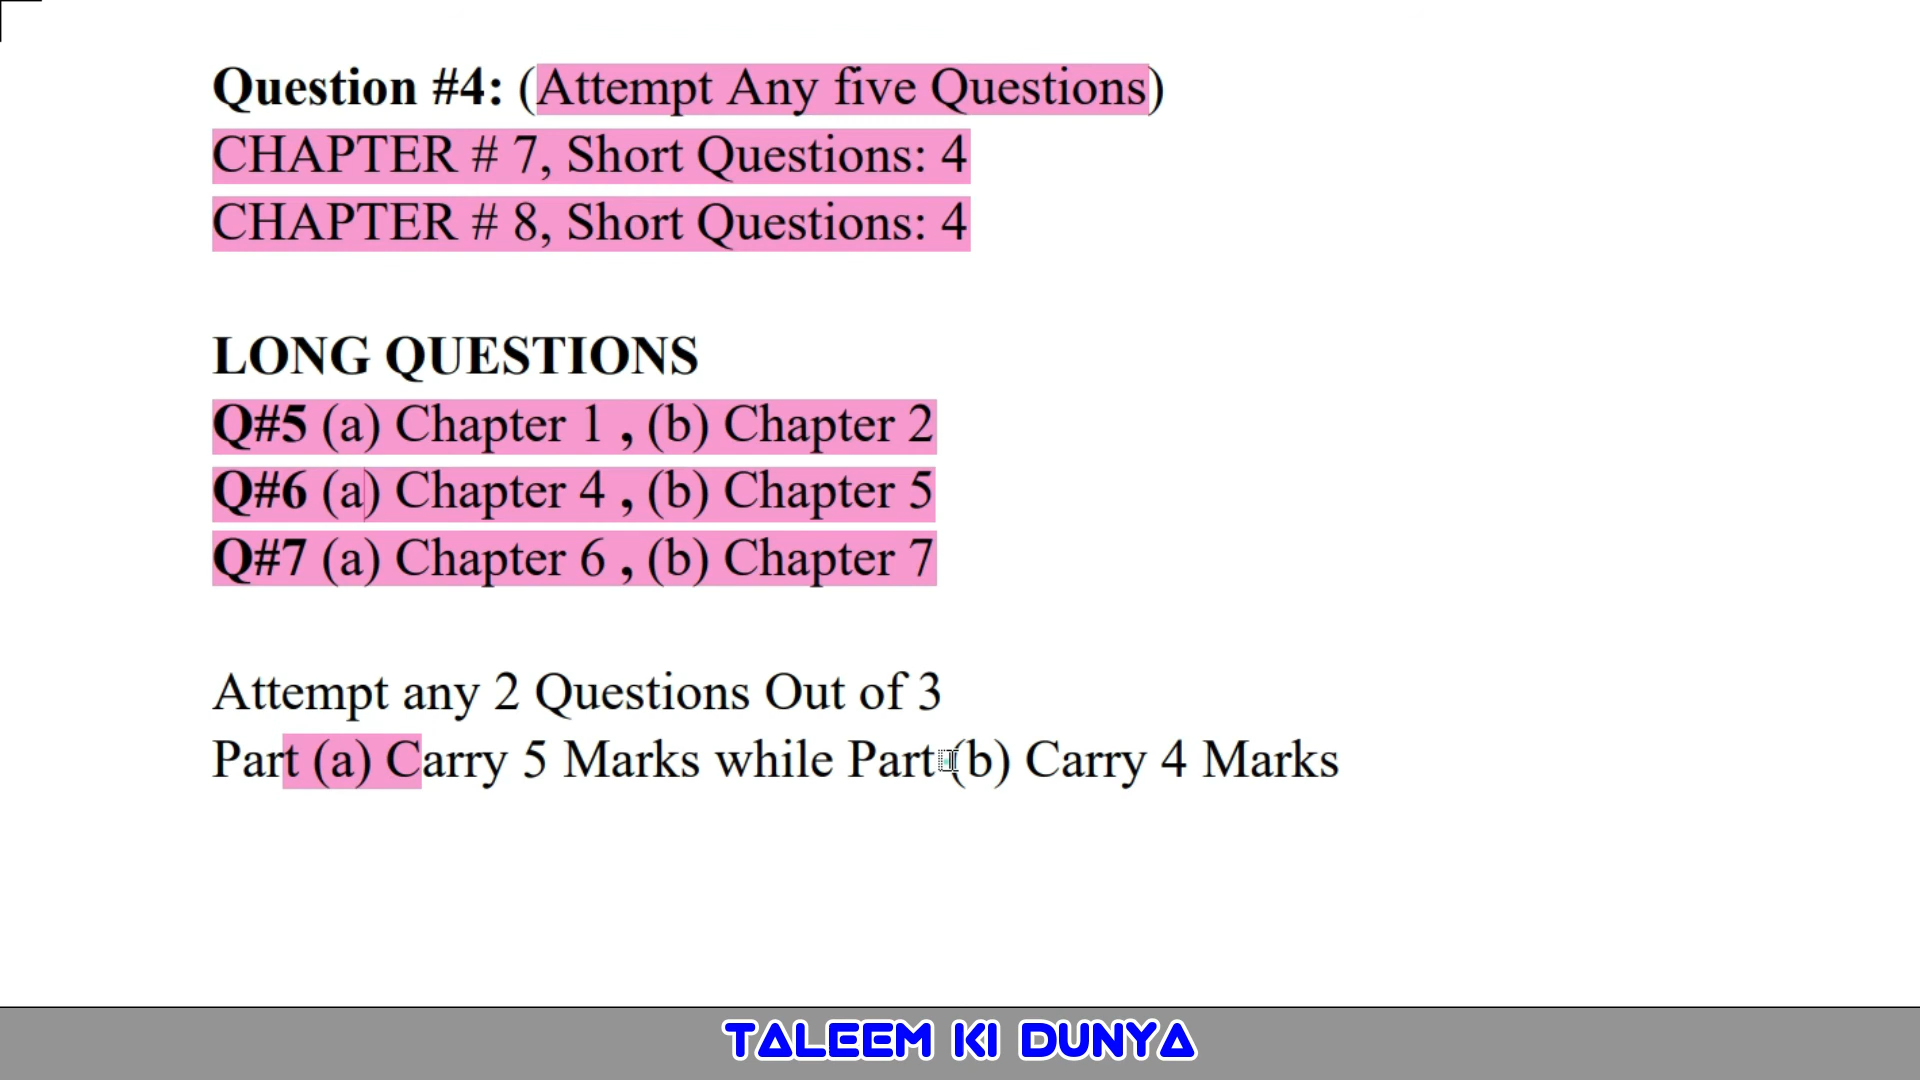 Question #4: (Attempt Any five Questions)
CHAPTER # 7, Short Questions: 4
CHAPTER # 8, Short Questions: 4
LONG QUESTIONS
Q#5 (a) Chapter 1 , (b) Chapter 2
Q#6 (a) Chapter 4 , (b) Chapter 5
Q#7 (a) Chapter 6 , (b) Chapter 7
Attempt any 2 Questions Out of 3
Part (a) Carry 5 Marks while Part (b) Carry 4 Marks
TALEEM KI DUNYA